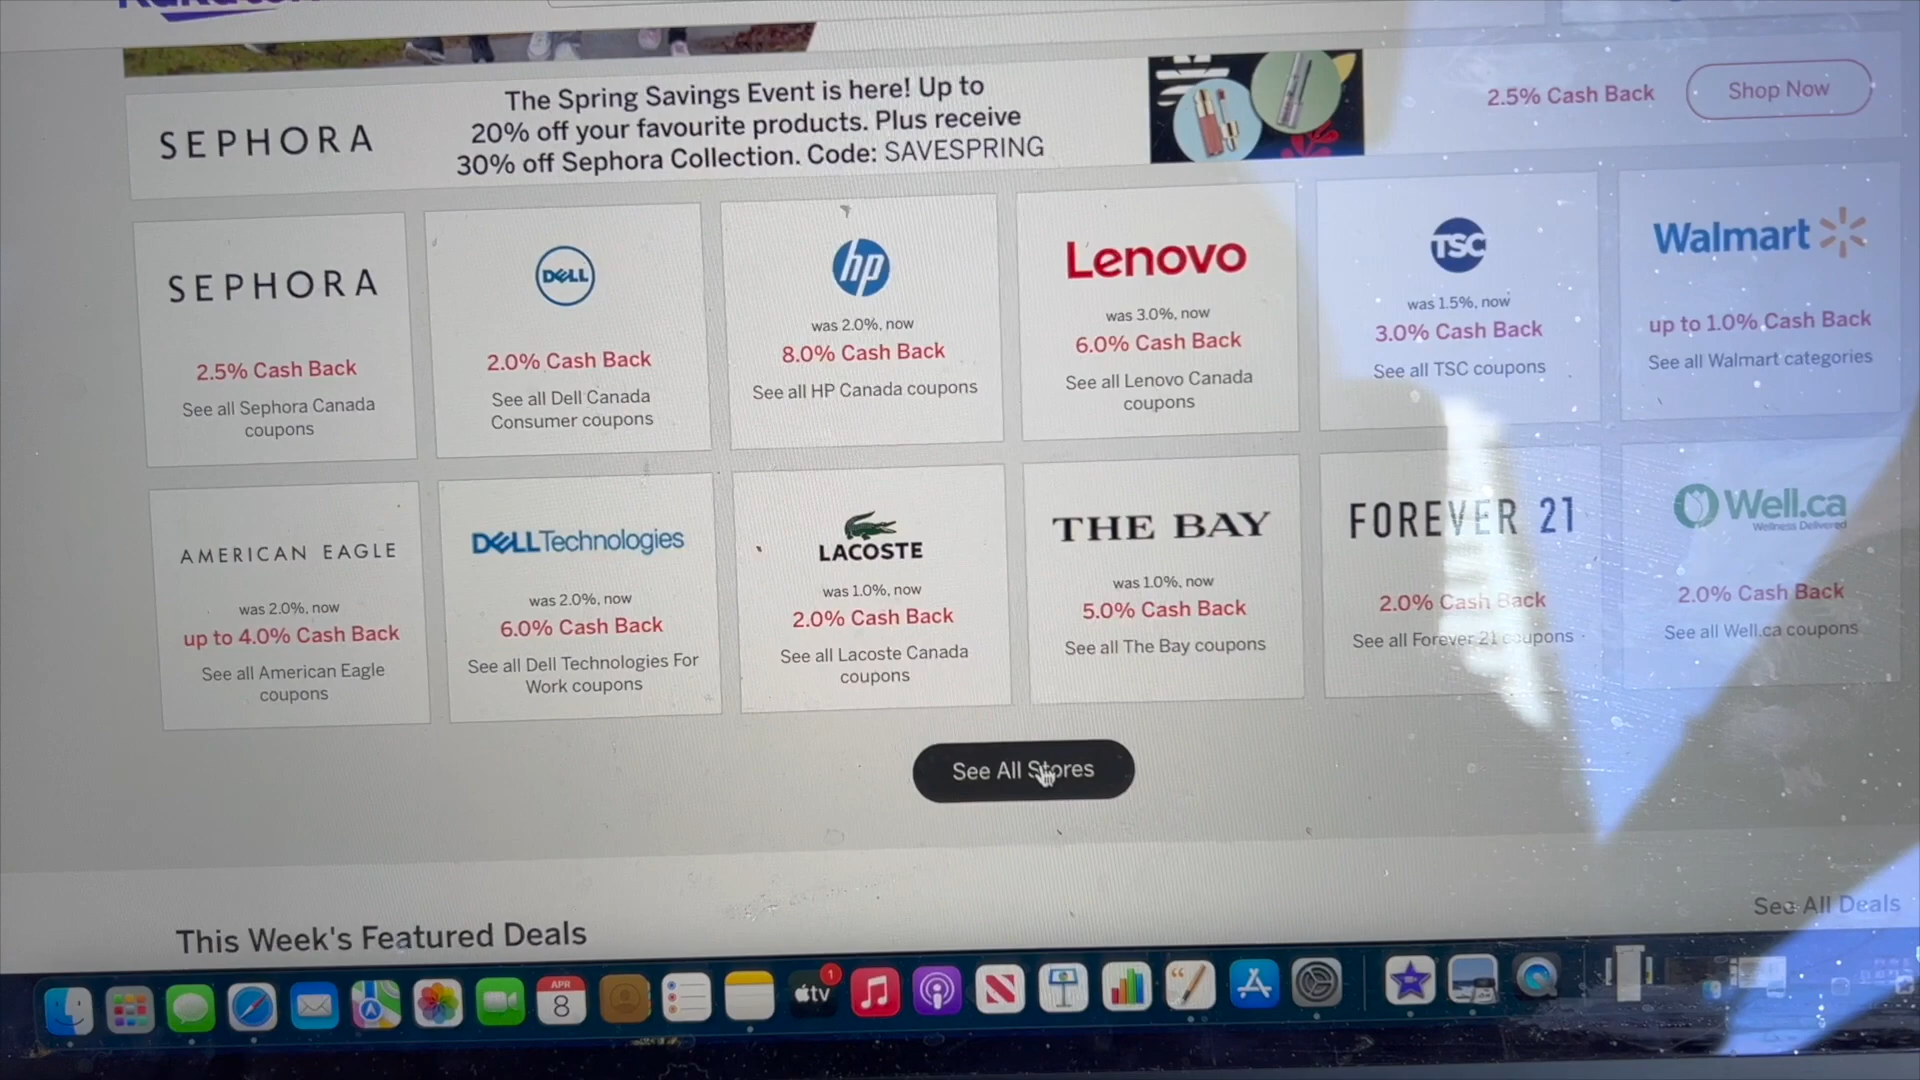 The Spring Savings Event is here! Up to
20% off your favourite products. Plus receive
30% off Sephora Collection. Code: SAVESPRING
SEPHORA
2.5% Cash Back
Shop Now
SEPHORA
2.5% Cash Back
See all Sephora Canada
coupons
DELL
2.0% Cash Back
See all Dell Canada
Consumer coupons
hp
was 2.0%, now
8.0% Cash Back
See all HP Canada coupons
Lenovo
was 3.0%, now
6.0% Cash Back
See all Lenovo Canada
coupons
TSC
was 1.5%, now
3.0% Cash Back
See all TSC coupons
Walmart
up to 1.0% Cash Back
See all Walmart categories
AMERICAN EAGLE
was 2.0%, now
up to 4.0% Cash Back
See all American Eagle
coupons
DELLTechnologies
was 2.0%, now
6.0% Cash Back
See all Dell Technologies For
Work coupons
LACOSTE
was 1.0%, now
2.0% Cash Back
See all Lacoste Canada
coupons
THE BAY
was 1.0%, now
5.0% Cash Back
See all The Bay coupons
FOREVER 21
2.0% Cash Back
See all Forever 21 coupons
Well.ca
Wellness Delivered
2.0% Cash Back
See all Well.ca coupons
See All Stores
This Week's Featured Deals
See All Deals
APR
8
tv
1